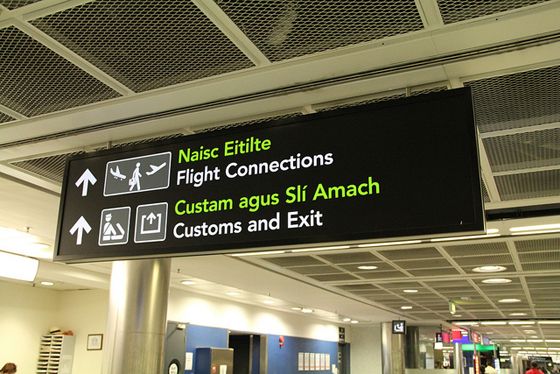 Naisc Eitilte
Flight Connections
Custam agus Slí Amach
Customs and Exit